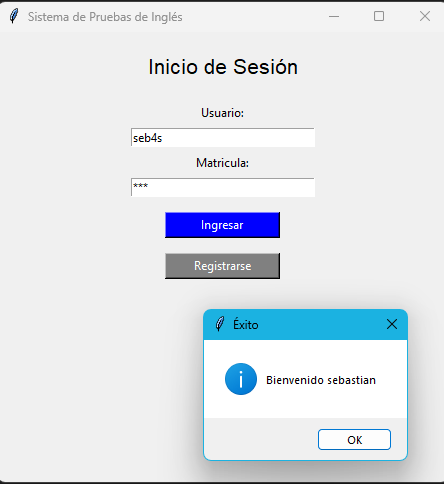 Sistema de Pruebas de Inglés
Inicio de Sesión
Usuario:
seb4s
Matricula:
***
Ingresar
Registrarse
Éxito
Bienvenido sebastian
OK